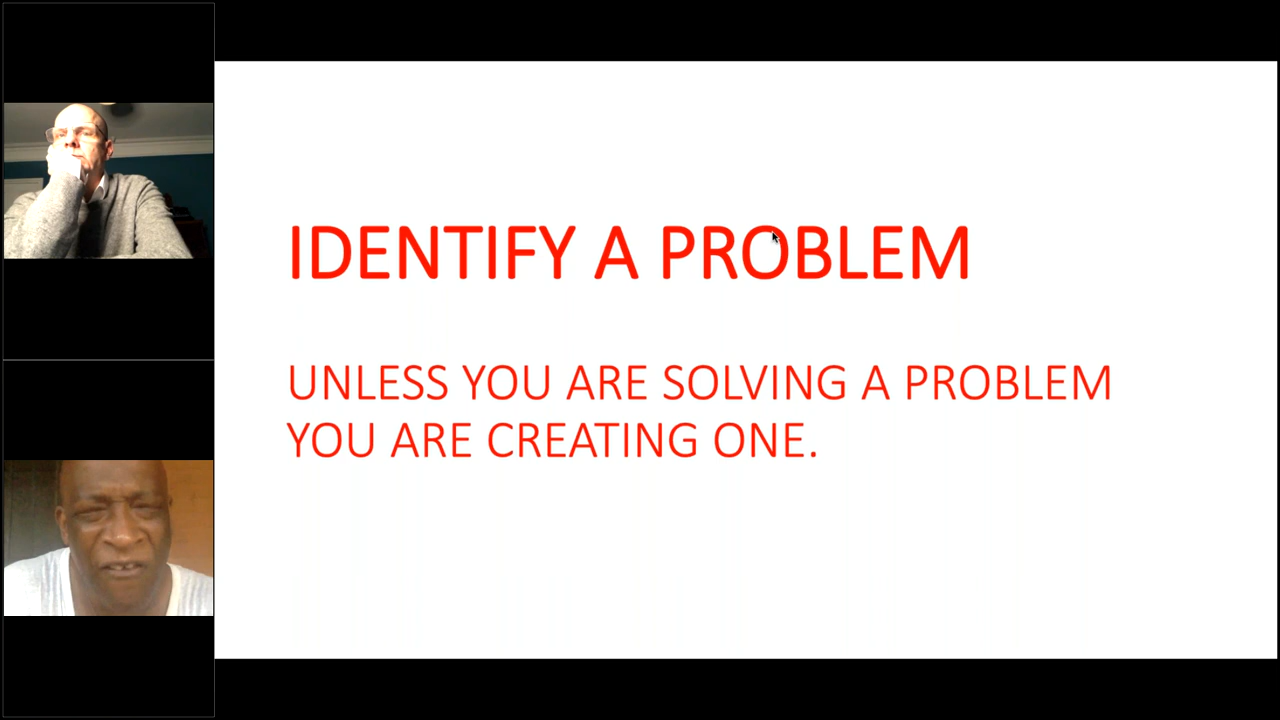 IDENTIFY A PROBLEM
UNLESS YOU ARE SOLVING A PROBLEM
YOU ARE CREATING ONE.